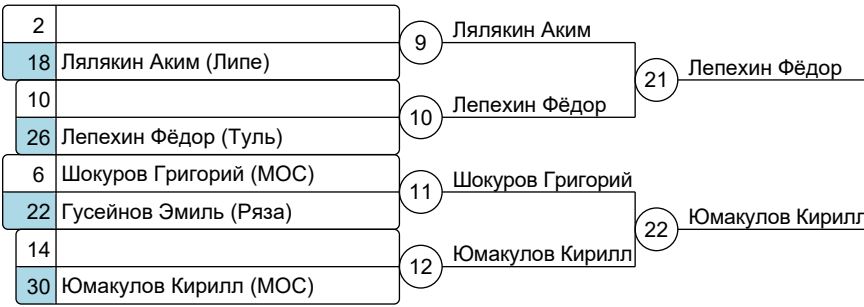 2
9
Лялякин Аким
18 Лялякин Аким (Липе)
21
Лепехин Фёдор
10
10
Лепехин Фёдор
26 Лепехин Фёдор (Туль)
6 Шокуров Григорий (МОС)
11
Шокуров Григорий
22 Гусейнов Эмиль (Ряза)
22
Юмакулов Кирилл
14
12
Юмакулов Кирилл
30 Юмакулов Кирилл (МОС)